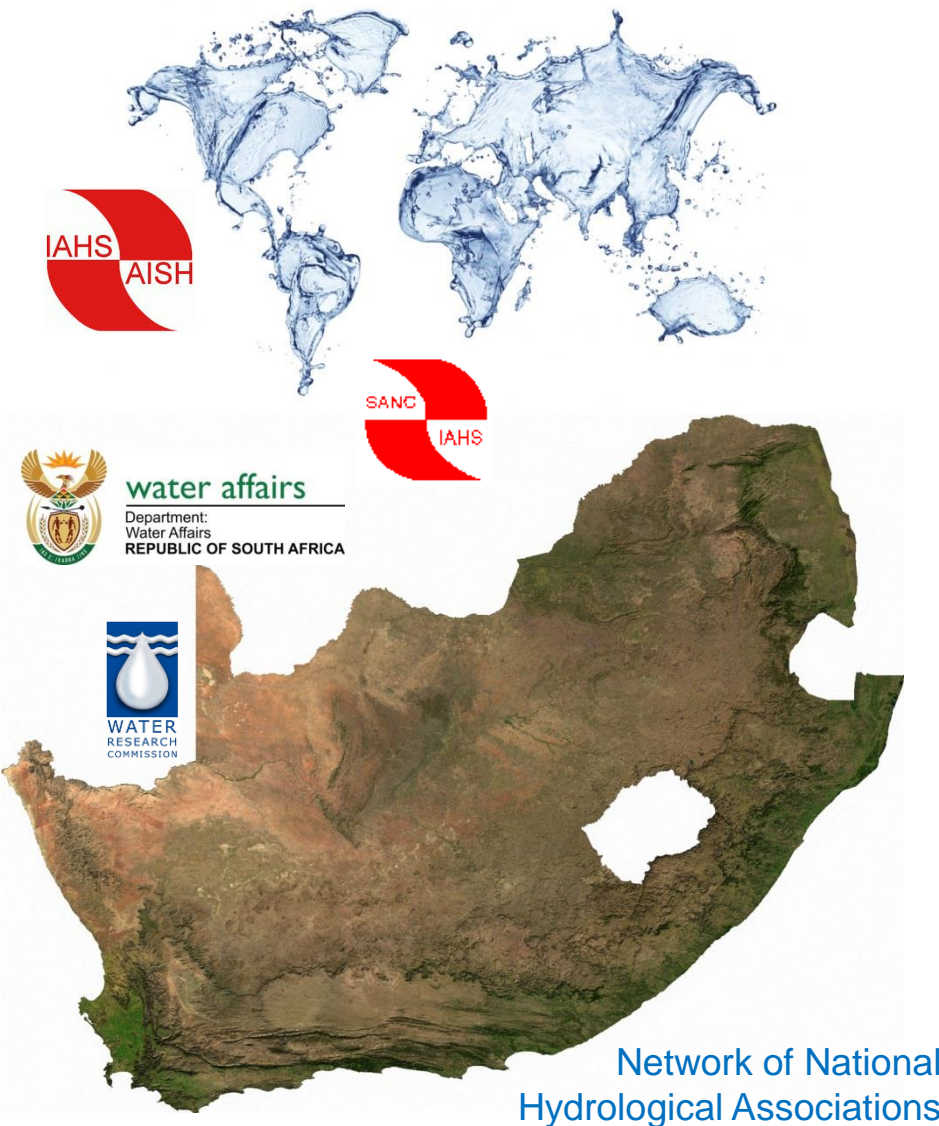 IAHS
AISH
SANC
IAHS
water affairs
Department:
Water Affairs
REPUBLIC OF SOUTH AFRICA
WATER
RESEARCH
COMMISSION
Network of National
Hydrological Associations